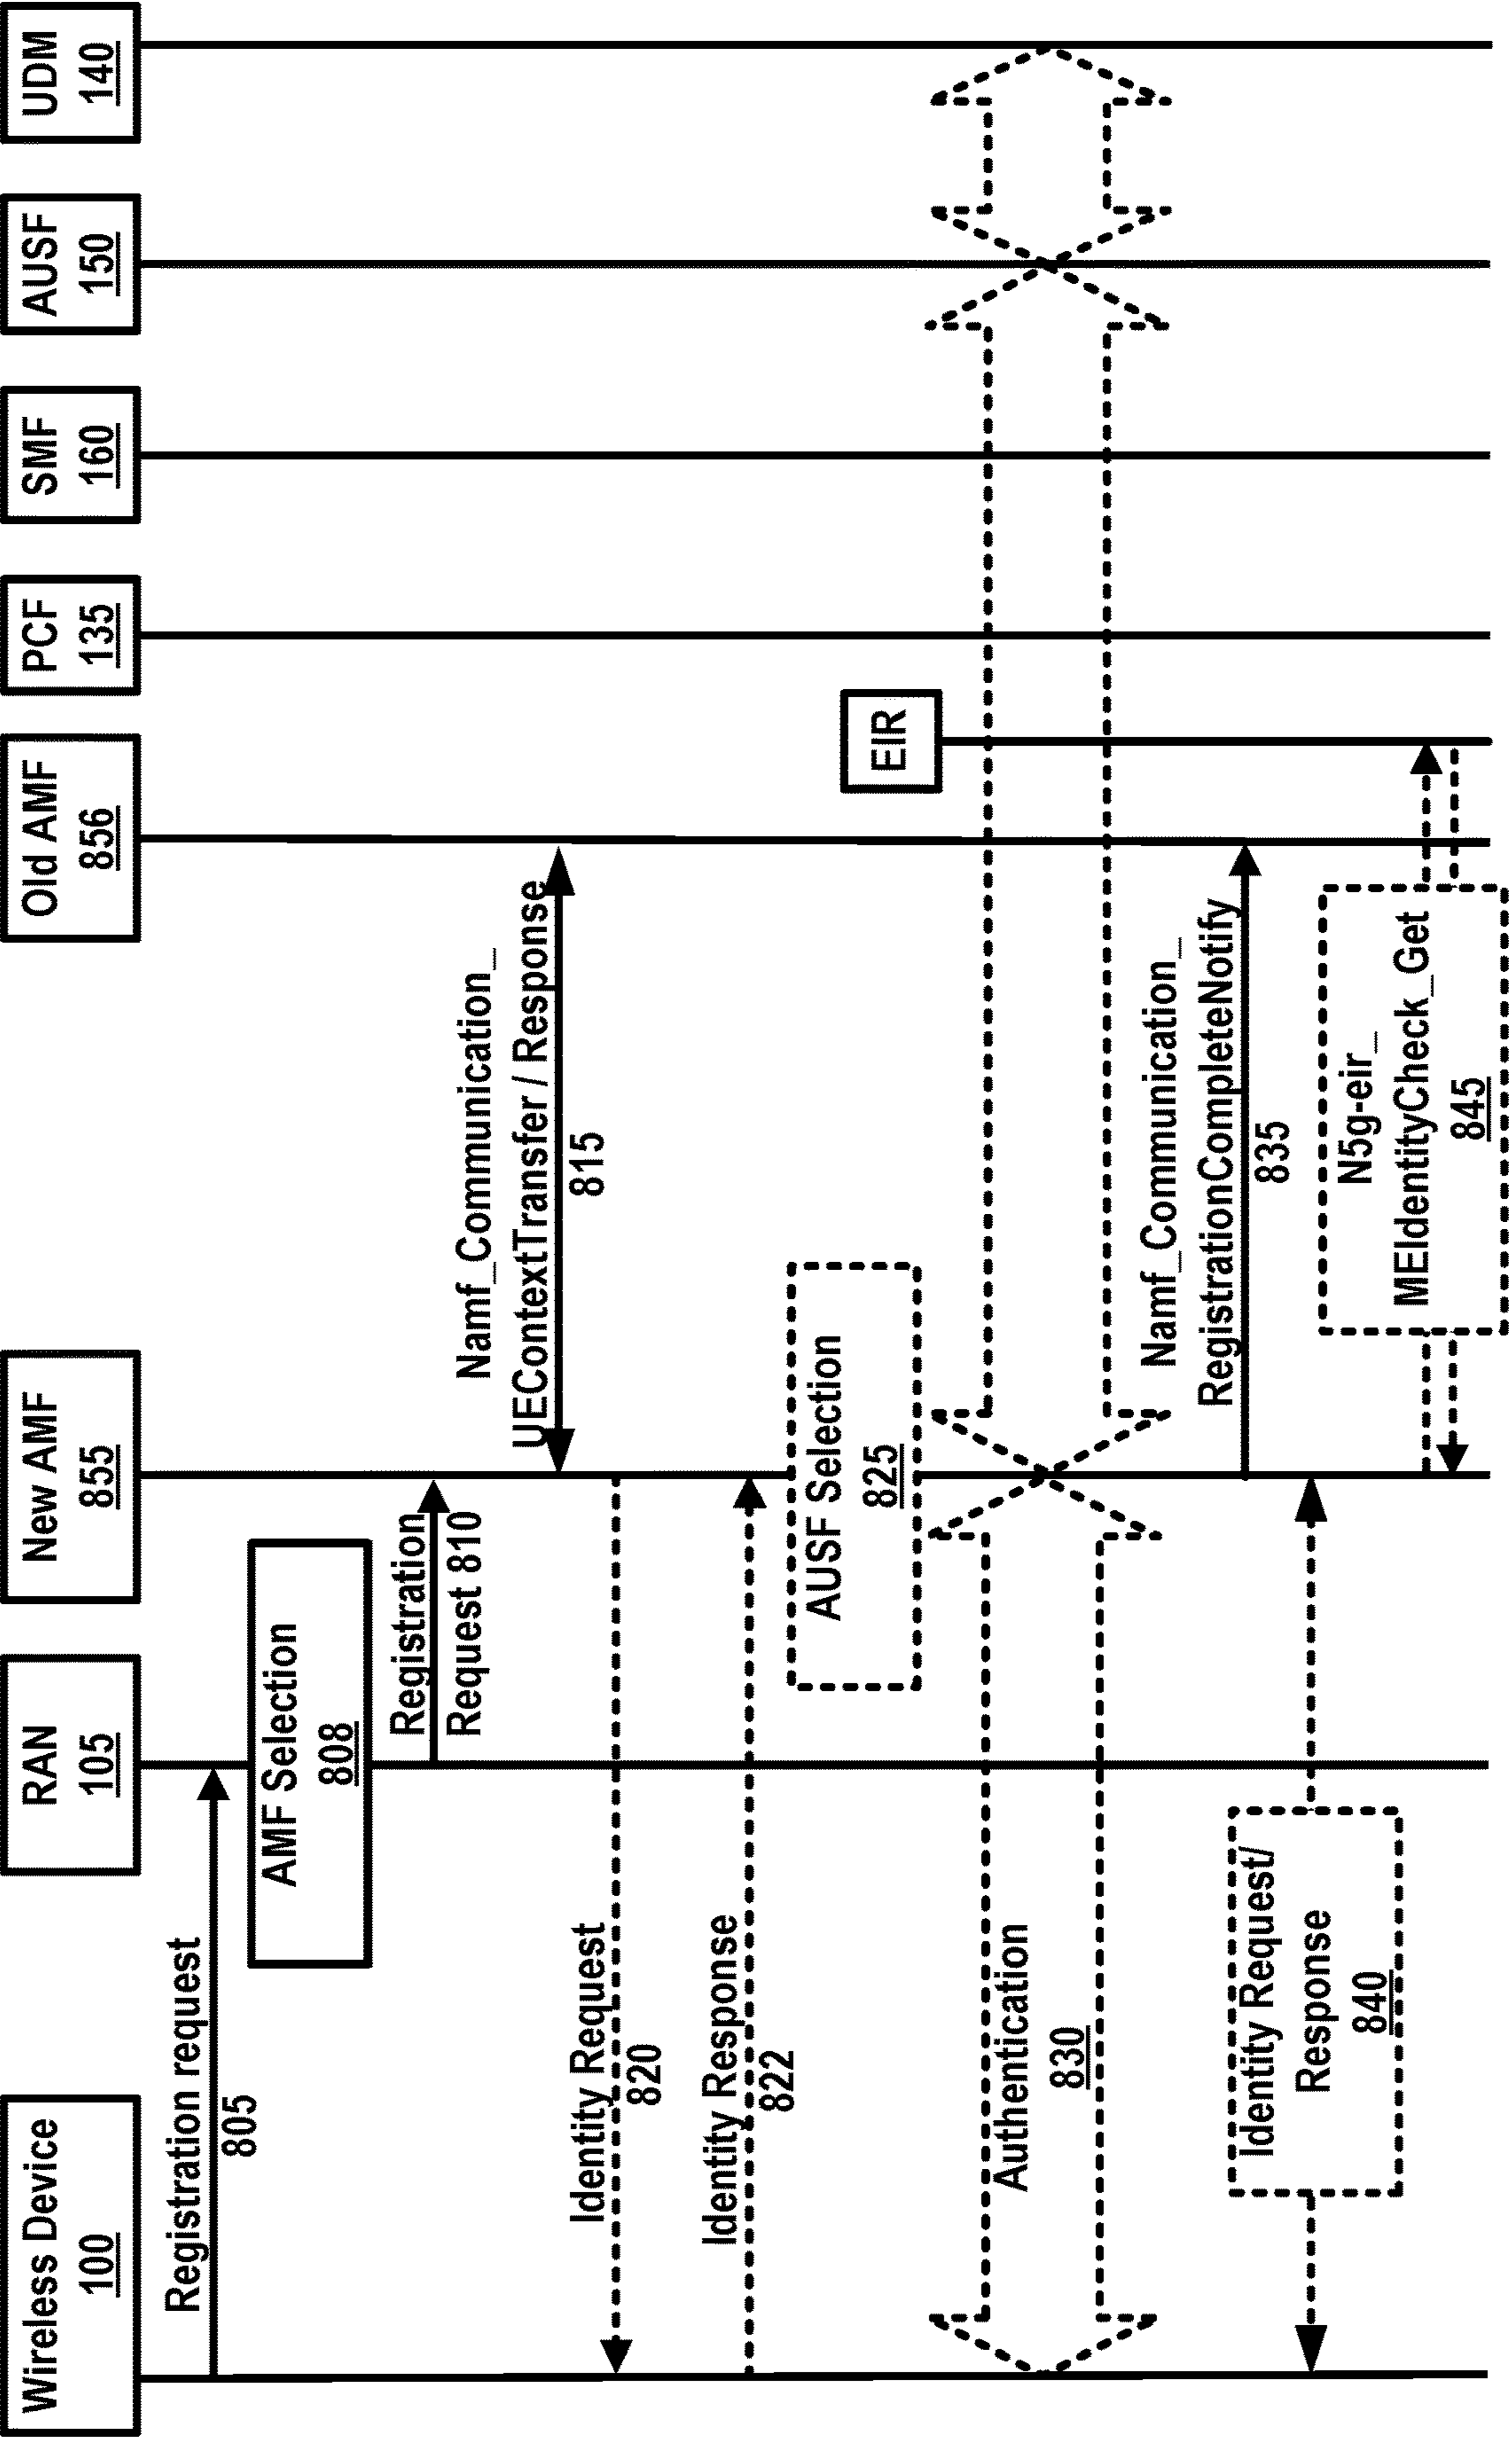 Wireless Device
100
RAN
105
New AMF
855
Old AMF
856
PCF
135
SMF
160
AUSF
150
UDM
140
Registration request
805
AMF Selection
808
Registration
Request 810
Namf_Communication_
UEContextTransfer / Response
815
Identity Request
820
Identity Response
822
AUSF Selection
825
EIR
Authentication
830
Namf_Communication_
RegistrationCompleteNotify
835
Identity Request/
Response
840
N5g-eir_
MEIdentityCheck_Get
845